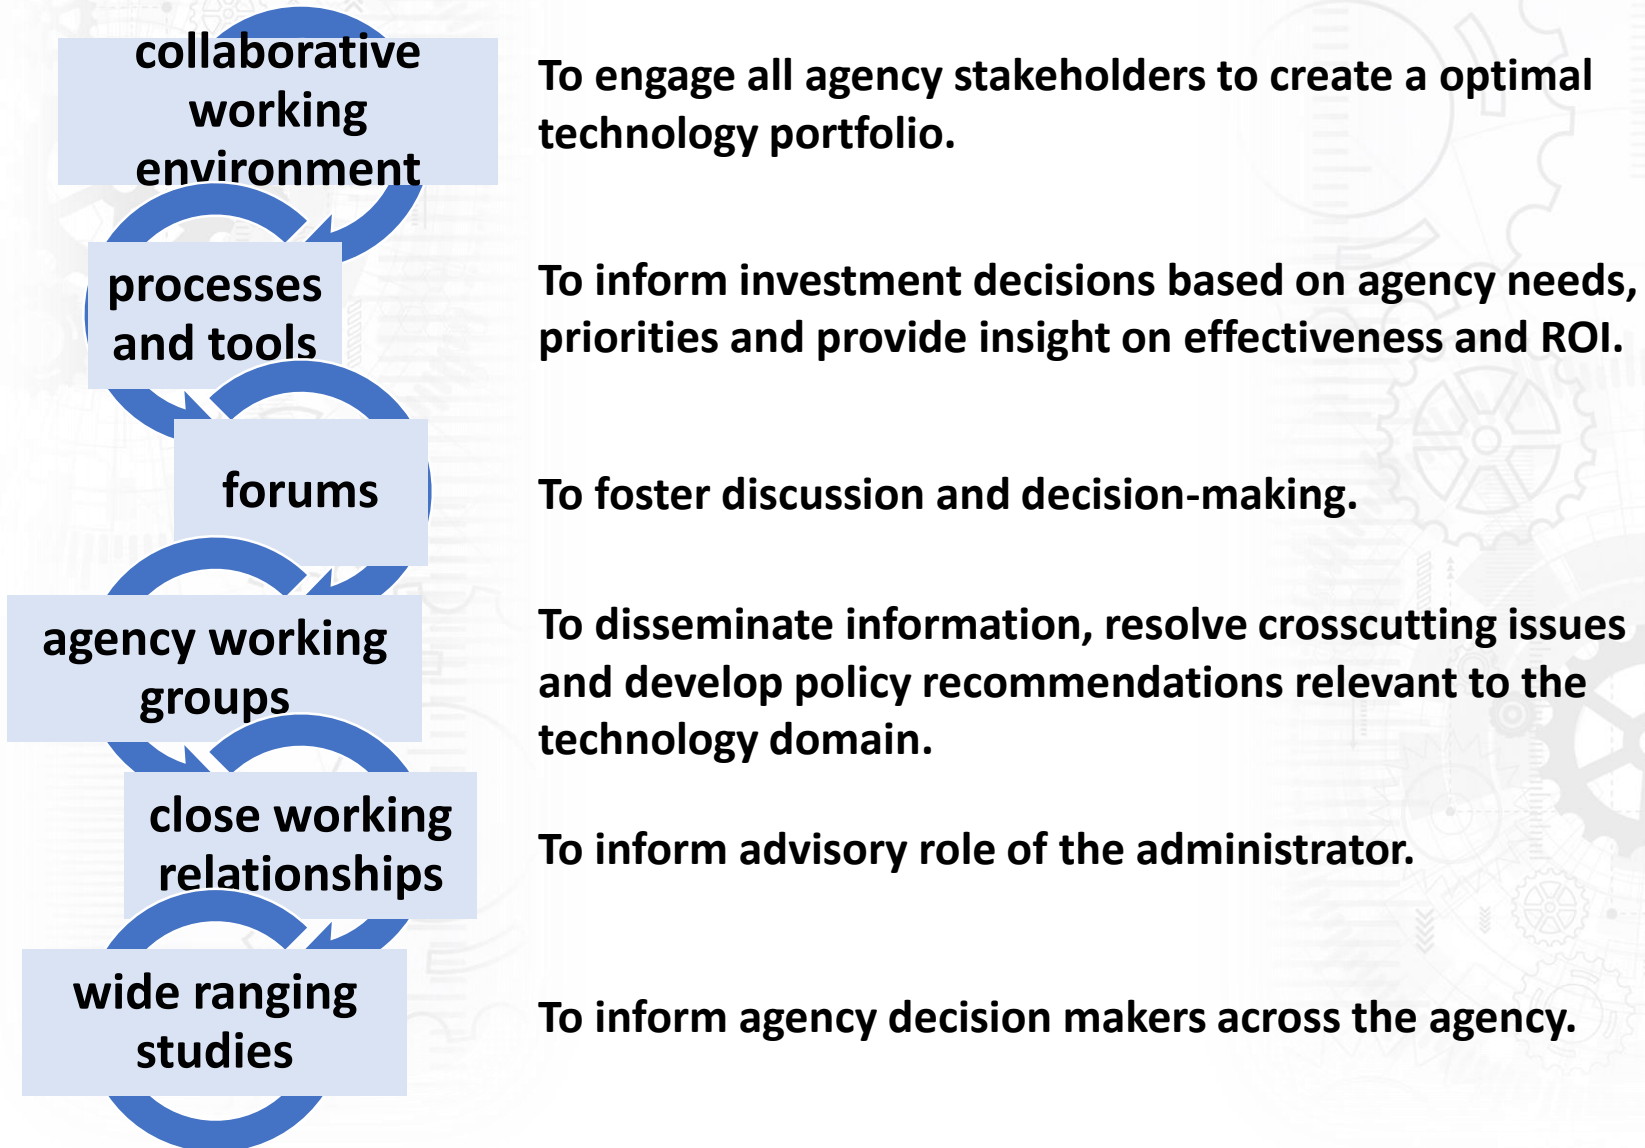 collaborative
working
environment
To engage all agency stakeholders to create a optimal
technology portfolio.
processes
and tools
To inform investment decisions based on agency needs,
priorities and provide insight on effectiveness and ROI.
forums
To foster discussion and decision-making.
agency working
groups
To disseminate information, resolve crosscutting issues
and develop policy recommendations relevant to the
technology domain.
close working
relationships
To inform advisory role of the administrator.
wide ranging
studies
To inform agency decision makers across the agency.